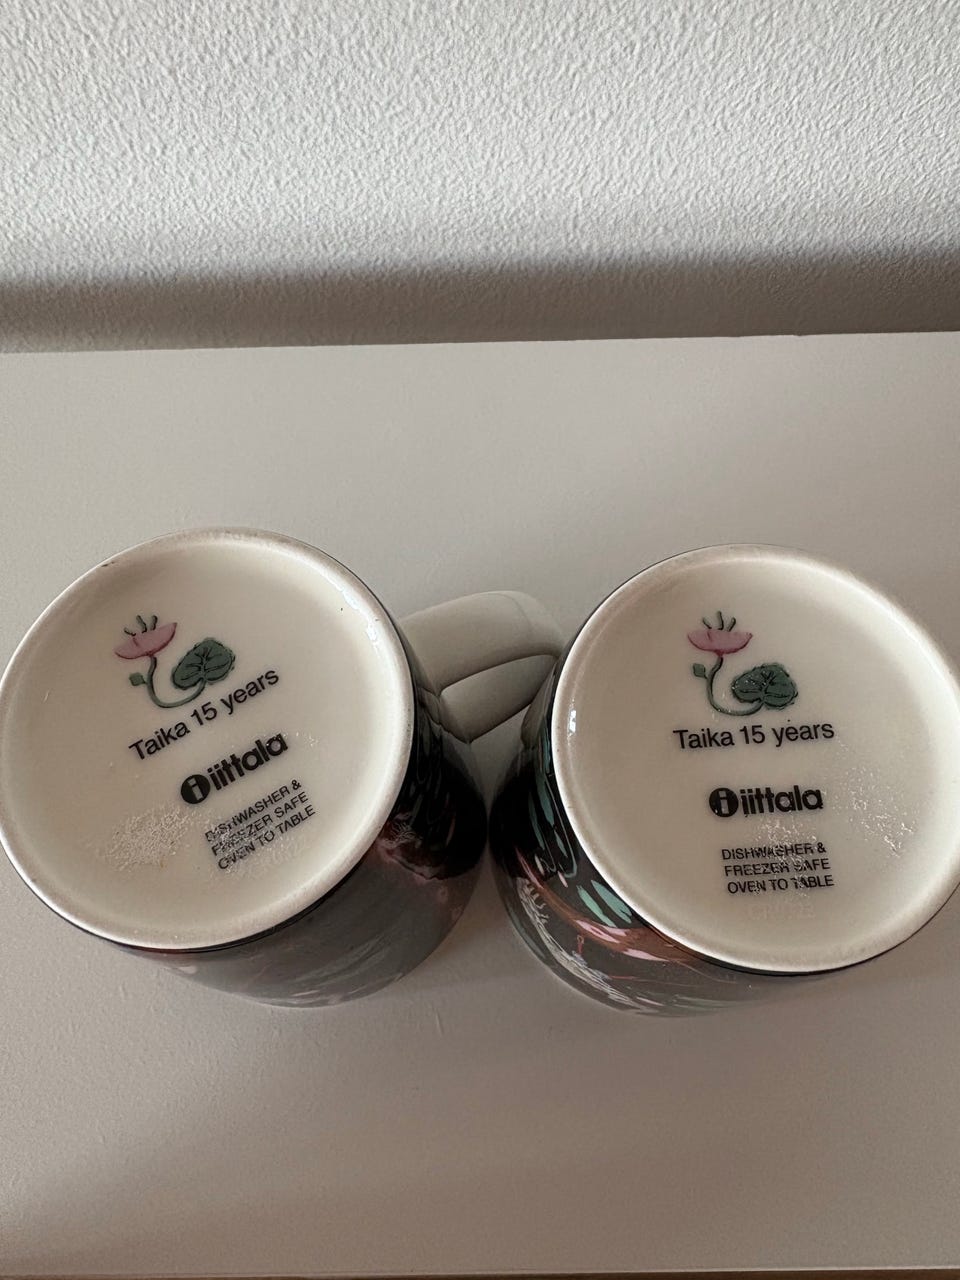 Taika 15 years
iittala
DISHWASHER &
FREEZER SAFE
OVEN TO TABLE
Taika 15 years
iittala
DISHWASHER &
FREEZER SAFE
OVEN TO TABLE